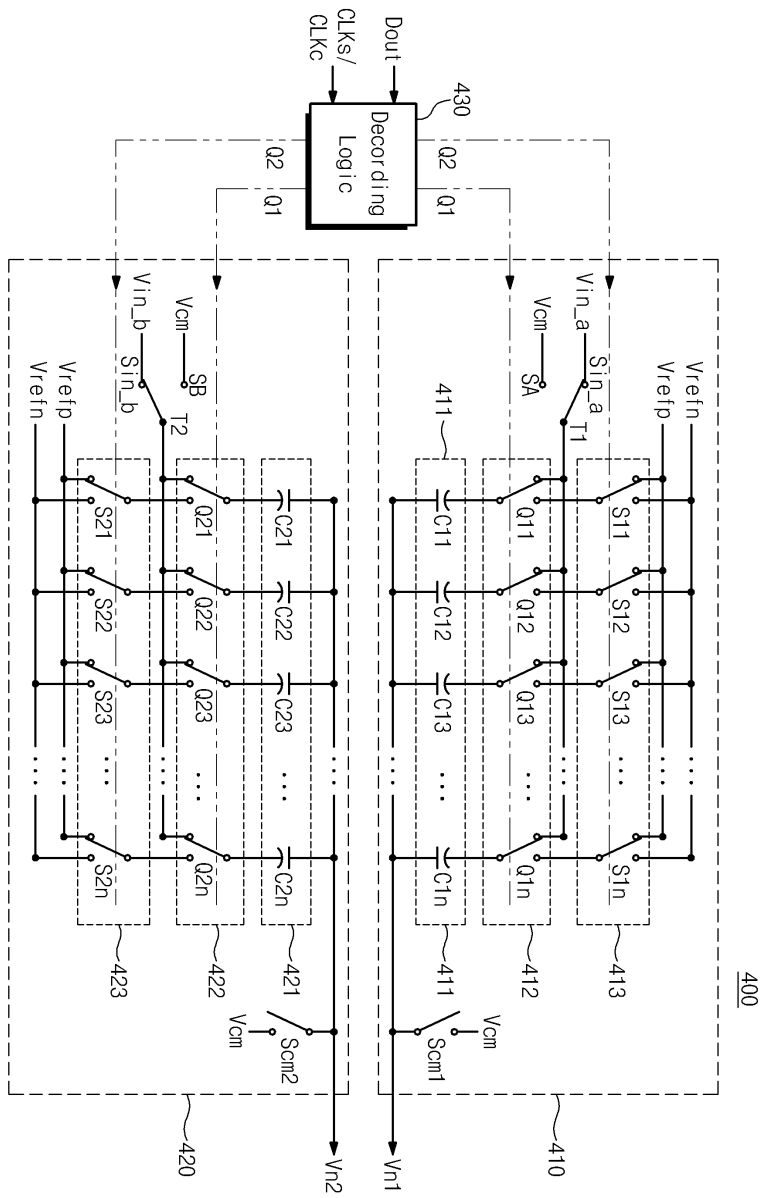 400
Vrefn
Vrefp
S11
S12
S13
...
S1n
413
Vin_a
Sin_a
T1
Vcm
SA
Q11
Q12
Q13
...
Q1n
412
411
C11
C12
C13
...
C1n
411
Vcm
Scm1
410
Vn1
Dout
CLKs/
CLKc
430
Decording
Logic
Q2
Q1
Q2
Q1
Vn2
C21
C22
C23
...
C2n
421
Scm2
Vcm
Vcm
SB
T2
Q21
Q22
Q23
...
Q2n
422
Vin_b
Sin_b
S21
S22
S23
...
S2n
423
Vrefp
Vrefn
420